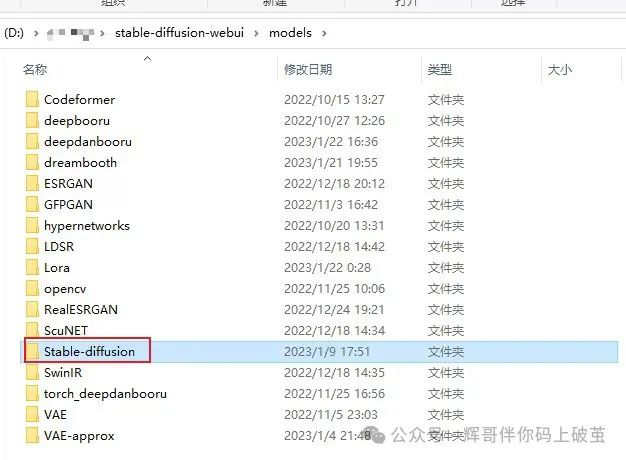 组织 新建 打开 选择
(D:) › stable-diffusion-webui › models ›
名称 修改日期 类型 大小
Codeformer 2022/10/15 13:27 文件夹
deepbooru 2022/10/27 12:26 文件夹
deepdanbooru 2023/1/22 16:36 文件夹
dreambooth 2023/1/21 19:55 文件夹
ESRGAN 2022/12/18 20:12 文件夹
GFPGAN 2022/11/3 16:42 文件夹
hypernetworks 2022/10/20 13:31 文件夹
LDSR 2022/12/18 14:42 文件夹
Lora 2023/1/22 0:28 文件夹
opencv 2022/11/25 10:06 文件夹
RealESRGAN 2022/12/24 19:21 文件夹
ScuNET 2022/12/18 14:34 文件夹
Stable-diffusion 2023/1/9 17:51 文件夹
SwinIR 2022/12/18 14:35 文件夹
torch_deepdanbooru 2022/11/25 16:56 文件夹
VAE 2022/11/5 23:03 文件夹
VAE-approx 2023/1/4 21:48 文件夹
公众号 · 辉哥伴你码上破茧